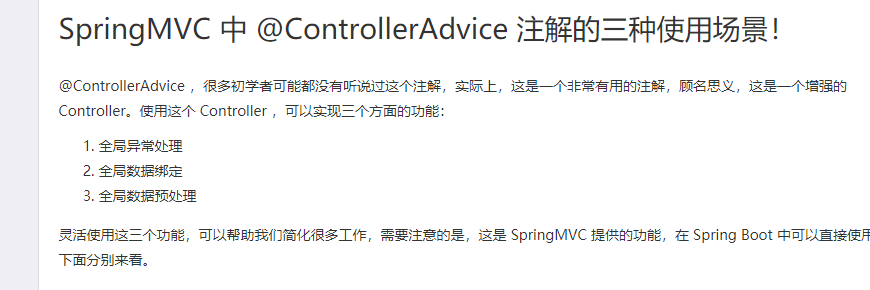 SpringMVC 中 @ControllerAdvice 注解的三种使用场景！
@ControllerAdvice ，很多初学者可能都没有听说过这个注解，实际上，这是一个非常有用的注解，顾名思义，这是一个增强的
Controller。使用这个 Controller ，可以实现三个方面的功能：
1. 全局异常处理
2. 全局数据绑定
3. 全局数据预处理
灵活使用这三个功能，可以帮助我们简化很多工作，需要注意的是，这是 SpringMVC 提供的功能，在 Spring Boot 中可以直接使用
下面分别来看。